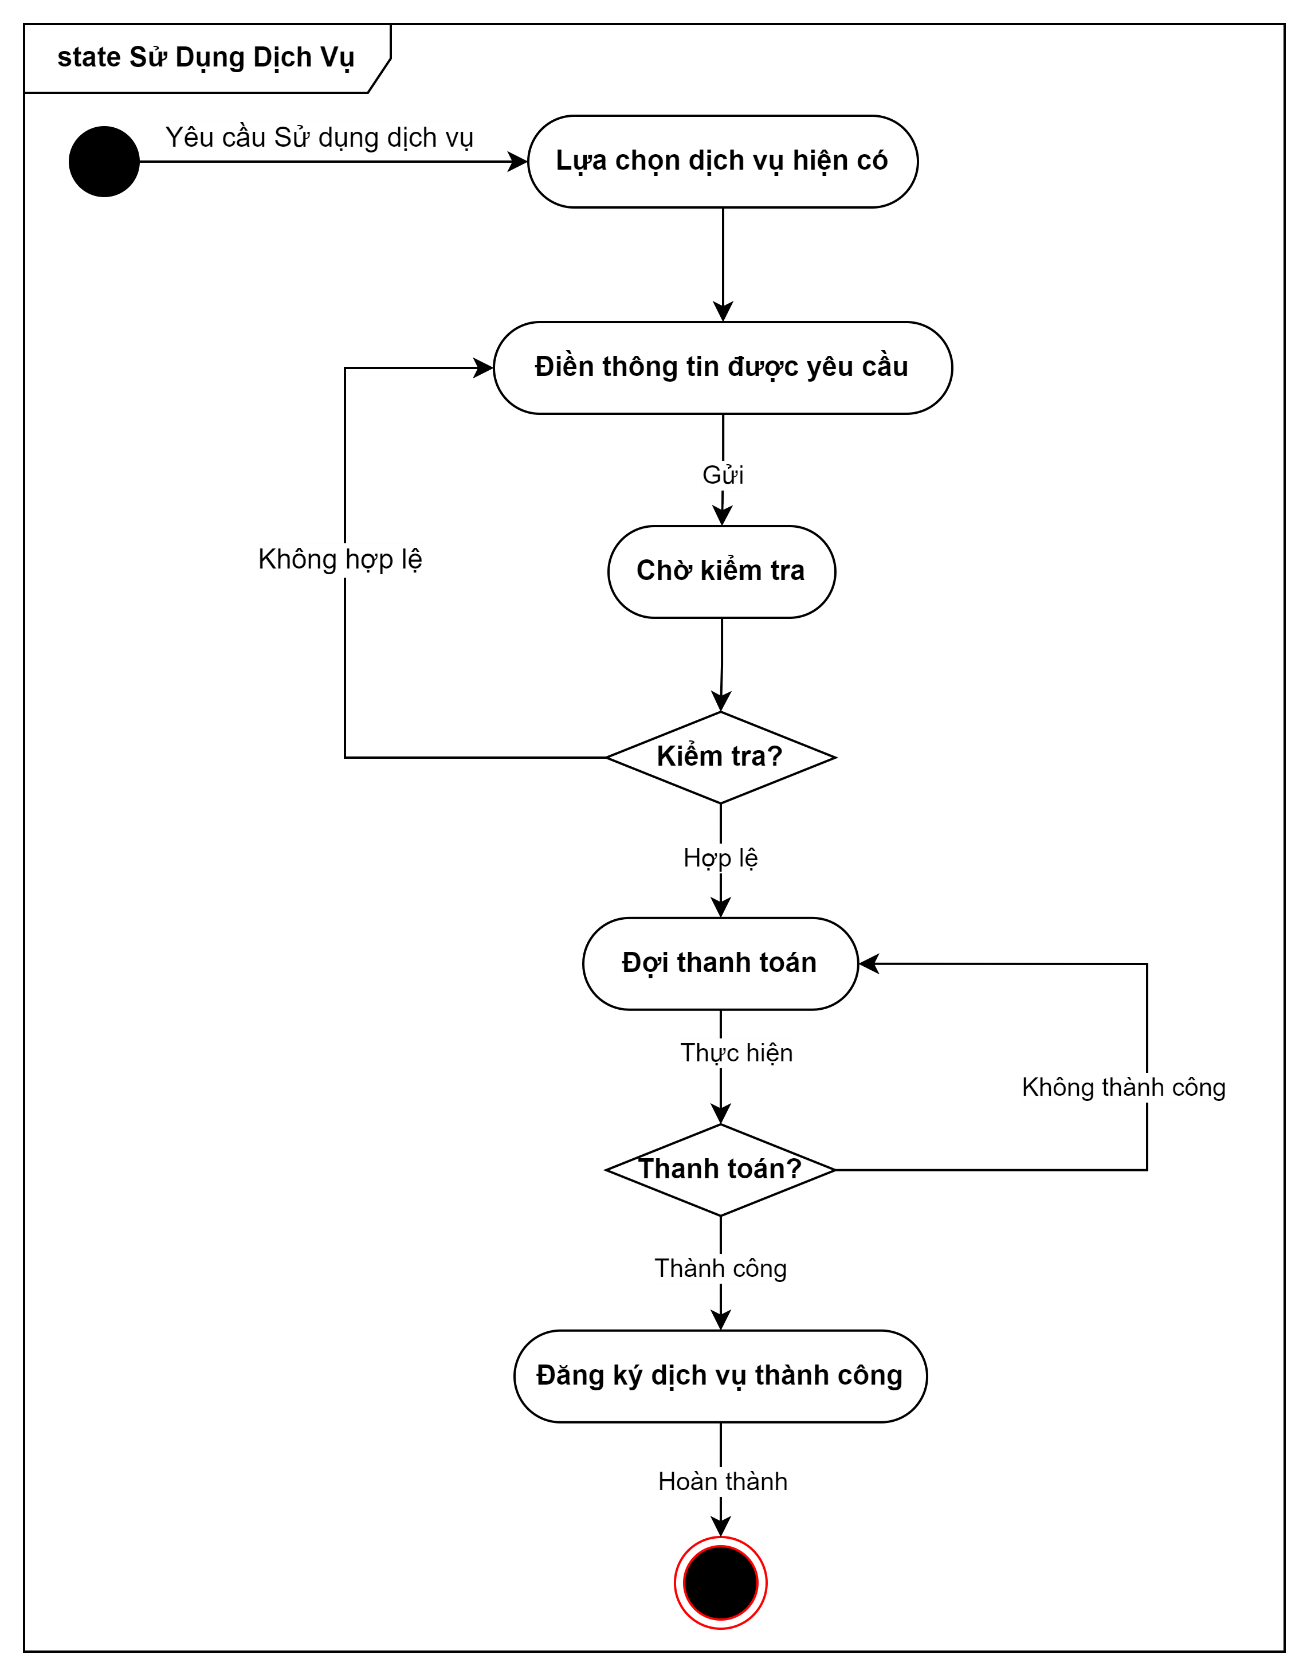 state Sử Dụng Dịch Vụ
Yêu cầu Sử dụng dịch vụ
Lựa chọn dịch vụ hiện có
Điền thông tin được yêu cầu
Gửi
Không hợp lệ
Chờ kiểm tra
Kiểm tra?
Hợp lệ
Đợi thanh toán
Thực hiện
Không thành công
Thanh toán?
Thành công
Đăng ký dịch vụ thành công
Hoàn thành